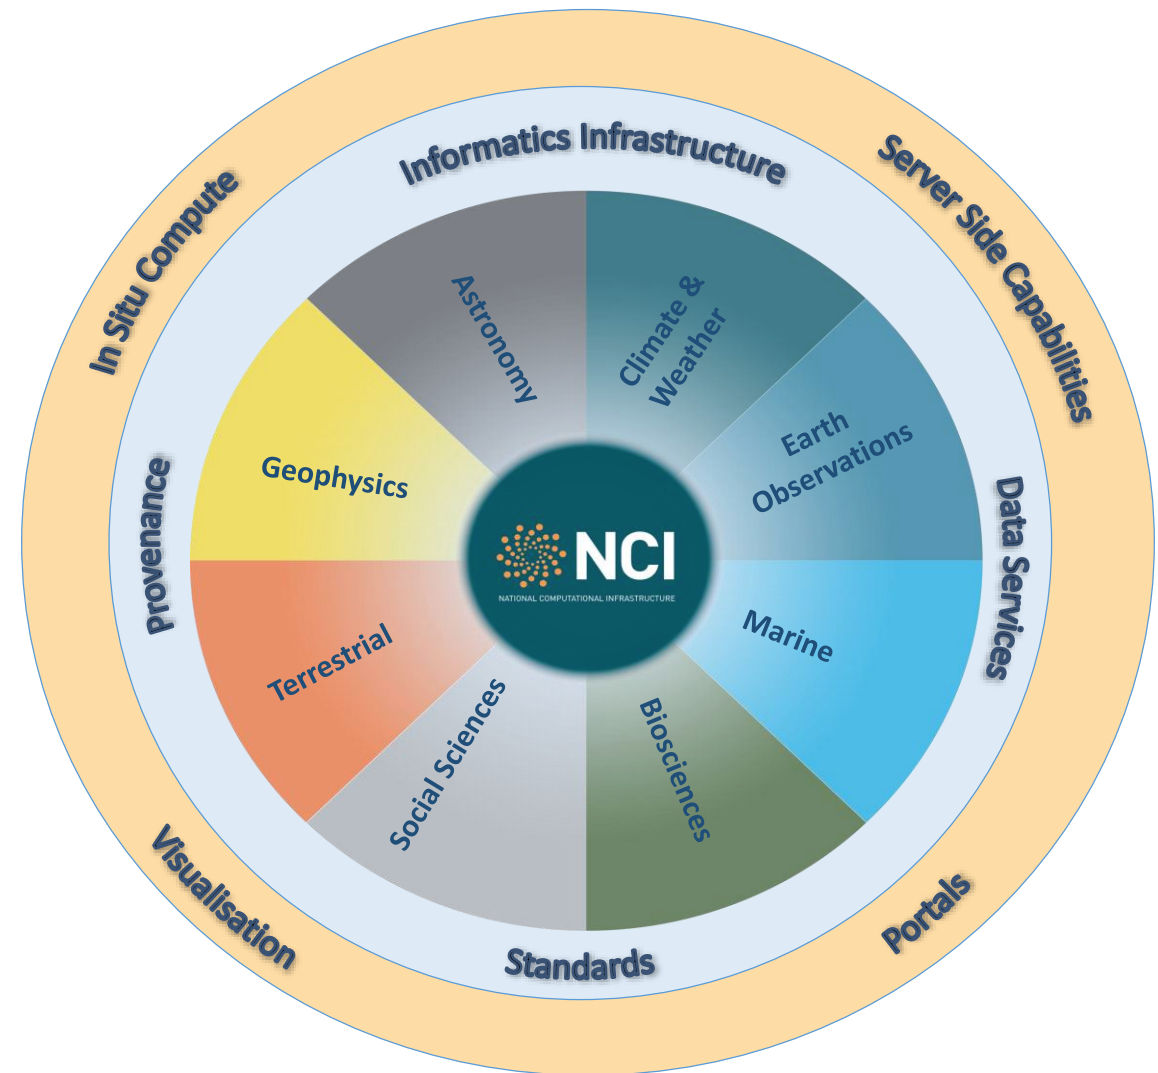 Informatics Infrastructure
Server Side Capabilities
In Situ Compute
Astronomy
Climate &
Weather
Earth
Observations
Geophysics
Provenance
Data Services
NCI
NATIONAL COMPUTATIONAL INFRASTRUCTURE
Marine
Terrestrial
Social Sciences
Biosciences
Visualisation
Portals
Standards